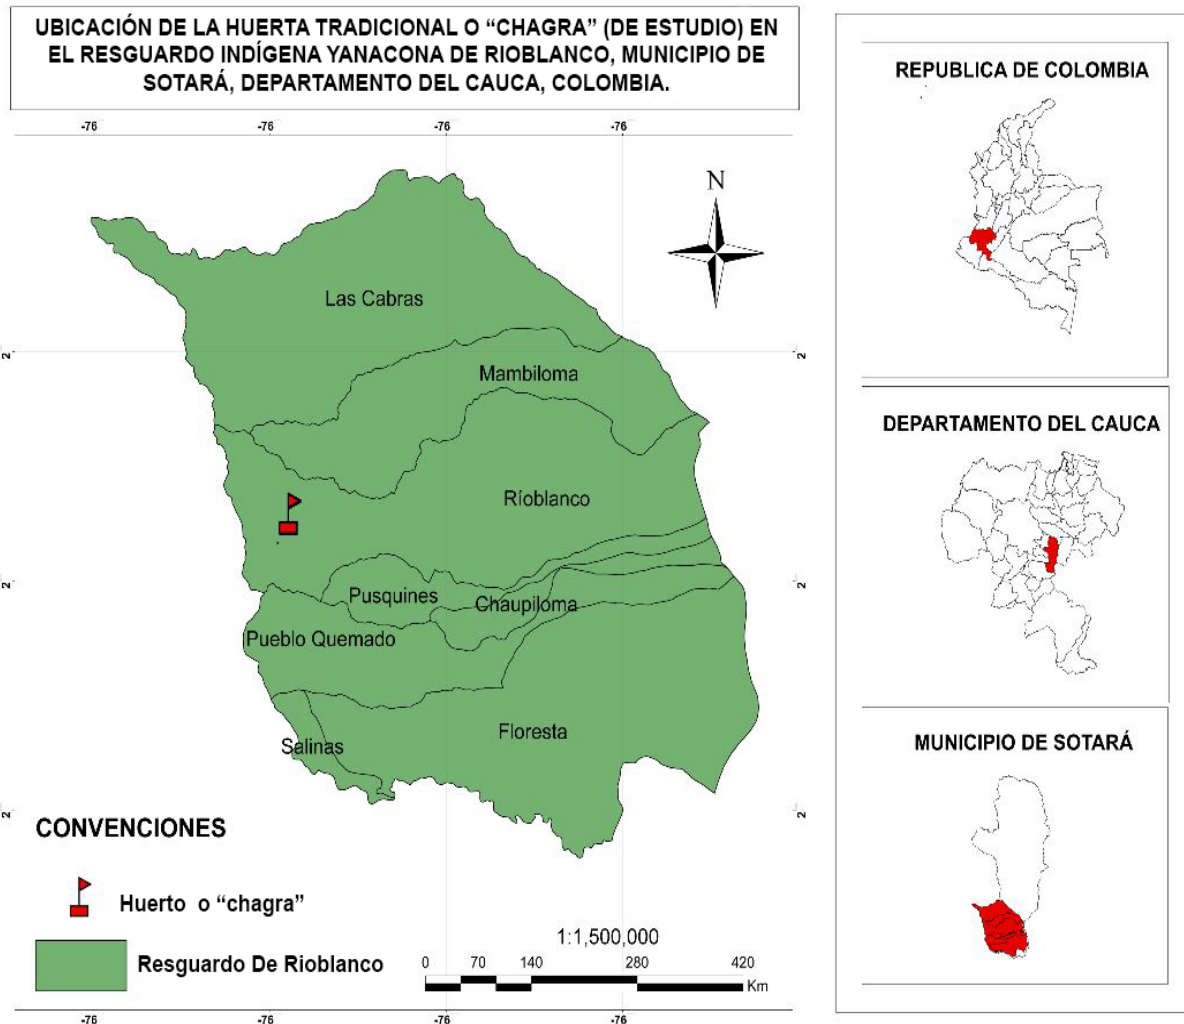 UBICACIÓN DE LA HUERTA TRADICIONAL O “CHAGRA” (DE ESTUDIO) EN
EL RESGUARDO INDÍGENA YANACONA DE RIOBLANCO, MUNICIPIO DE
SOTARÁ, DEPARTAMENTO DEL CAUCA, COLOMBIA.
-76 -76 -76 -76
N
Las Cabras
2 2
Mambiloma
Ríoblanco
2 2
Pusquines
Chaupiloma
Pueblo Quemado
Floresta
Salinas
2 2
CONVENCIONES
Huerto o “chagra”
Resguardo De Rioblanco
1:1,500,000
0 70 140 280 420
Km
-76 -76 -76 -76
REPUBLICA DE COLOMBIA
DEPARTAMENTO DEL CAUCA
MUNICIPIO DE SOTARÁ